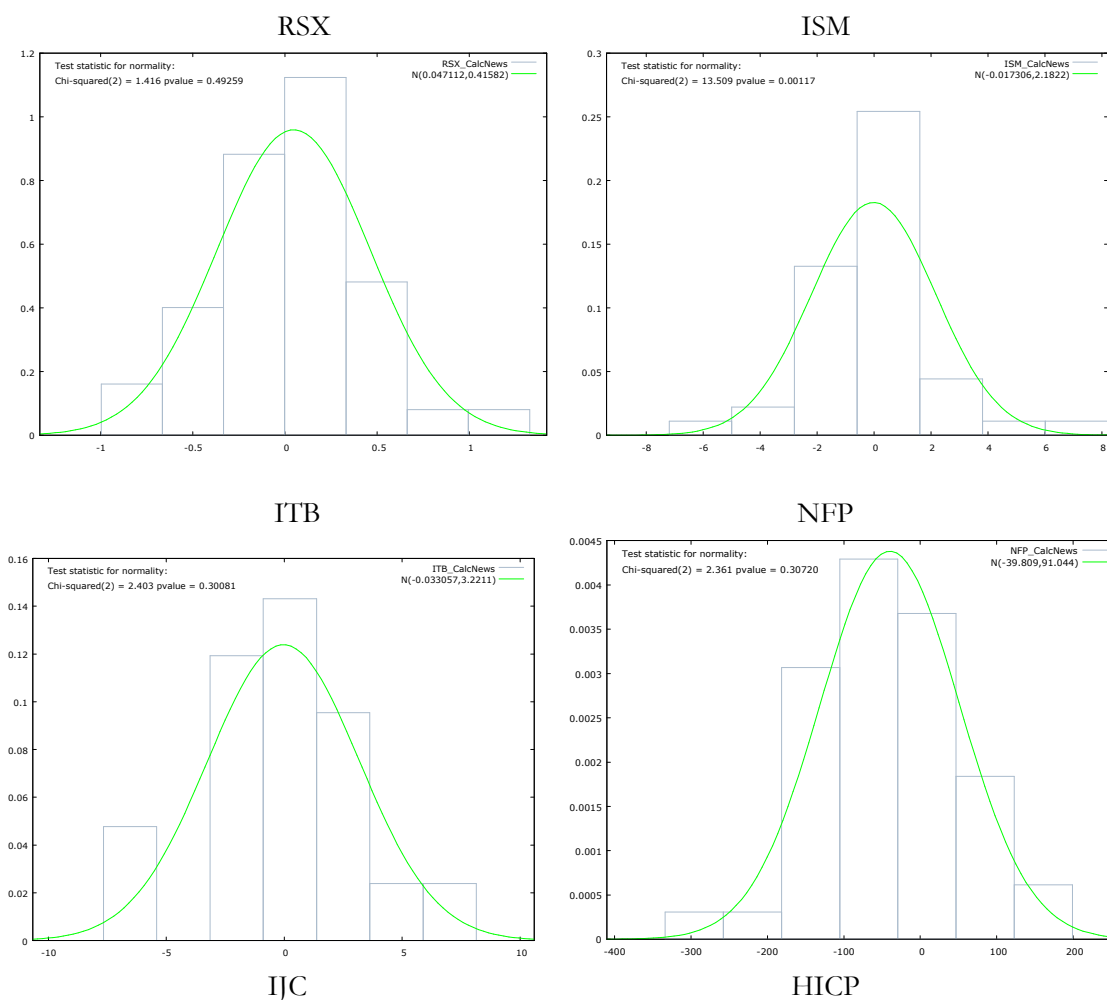 RSX
1.2
1
0.8
0.6
0.4
0.2
0
-1
-0.5
0
0.5
1
Test statistic for normality:
Chi-squared(2) = 1.416 pvalue = 0.49259
RSX_CalcNews
N(0.047112,0.41582)
ISM
0.3
0.25
0.2
0.15
0.1
0.05
0
-8
-6
-4
-2
0
2
4
6
8
Test statistic for normality:
Chi-squared(2) = 13.509 pvalue = 0.00117
ISM_CalcNews
N(-0.017306,2.1822)
ITB
0.16
0.14
0.12
0.1
0.08
0.06
0.04
0.02
0
-10
-5
0
5
10
Test statistic for normality:
Chi-squared(2) = 2.403 pvalue = 0.30081
ITB_CalcNews
N(-0.033057,3.2211)
NFP
0.0045
0.004
0.0035
0.003
0.0025
0.002
0.0015
0.001
0.0005
0
-400
-300
-200
-100
0
100
200
Test statistic for normality:
Chi-squared(2) = 2.361 pvalue = 0.30720
NFP_CalcNews
N(-39.809,91.044)
IJC
HICP